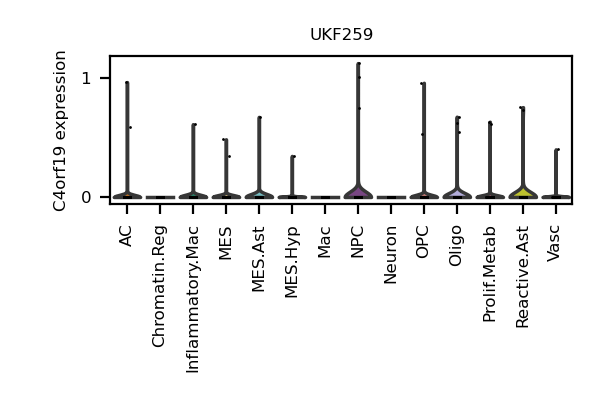 UKF259
C4orf19 expression
1
0
AC
Chromatin.Reg
Inflammatory.Mac
MES
MES.Ast
MES.Hyp
Mac
NPC
Neuron
OPC
Oligo
Prolif.Metab
Reactive.Ast
Vasc